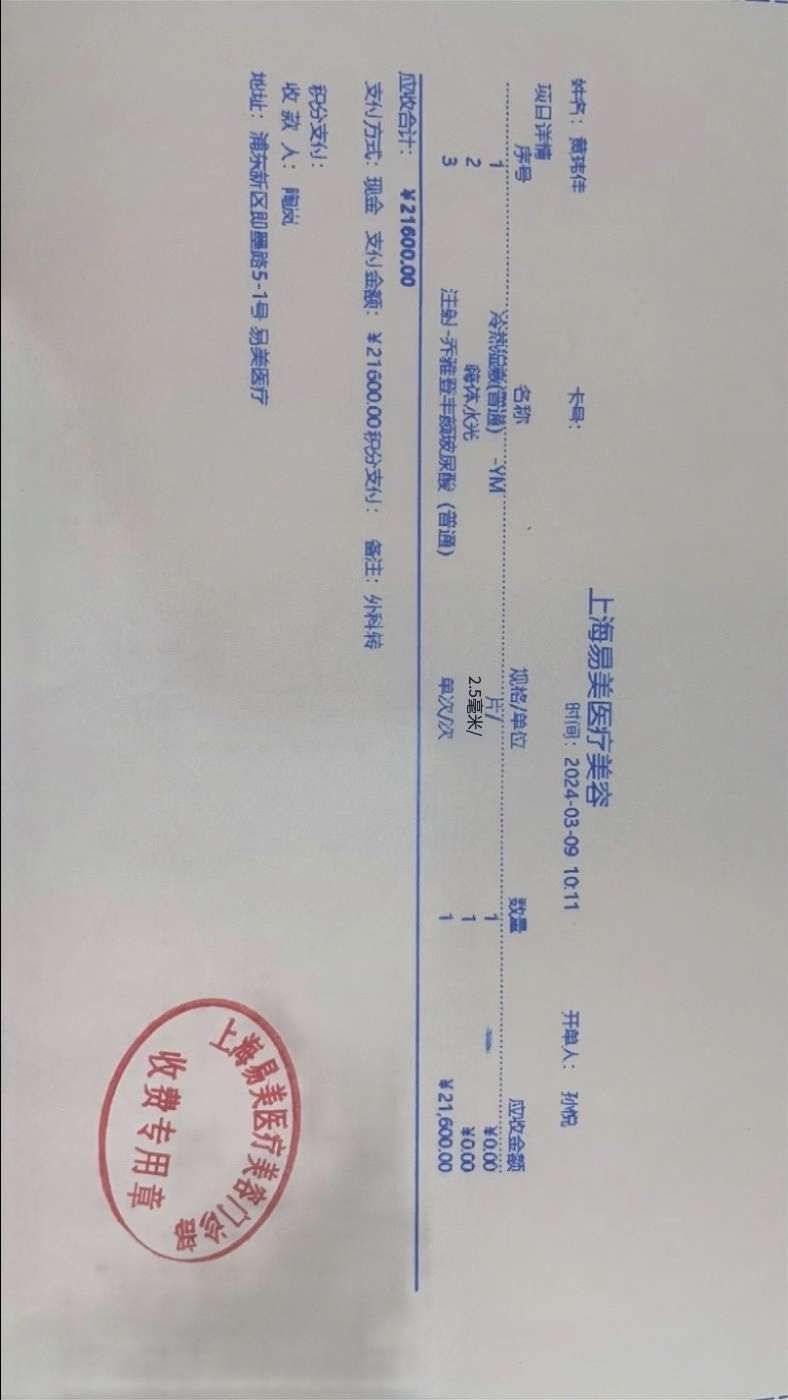 上海易美医疗美容
姓名：黄玮佳 卡号： 时间：2024-03-09 10:11 开单人：孙悦
项目详情
序号 名称 规格/单位 数量 应收金额
1 冷热滋养(普通) -YM 片/ 1 ¥0.00
2 躯体水光 2.5毫米/ 1 ¥0.00
3 注射-乔雅登丰颜玻尿酸（普通） 单次/次 1 ¥21,600.00
应收合计： ¥21600.00
支付方式：现金 支付金额：¥21600.00积分支付： 备注：外科转
积分支付：
收 款 人： 陶岚
地址：浦东新区即墨路5-1号 易美医疗
上海易美医疗美容门诊部
收费专用章